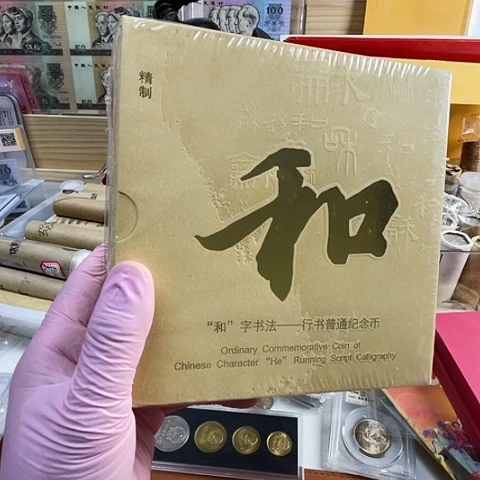 精
制
和
“和”字书法——行书普通纪念币
Ordinary Commemorative Coin of
Chinese Character “He” Running Script Calligraphy